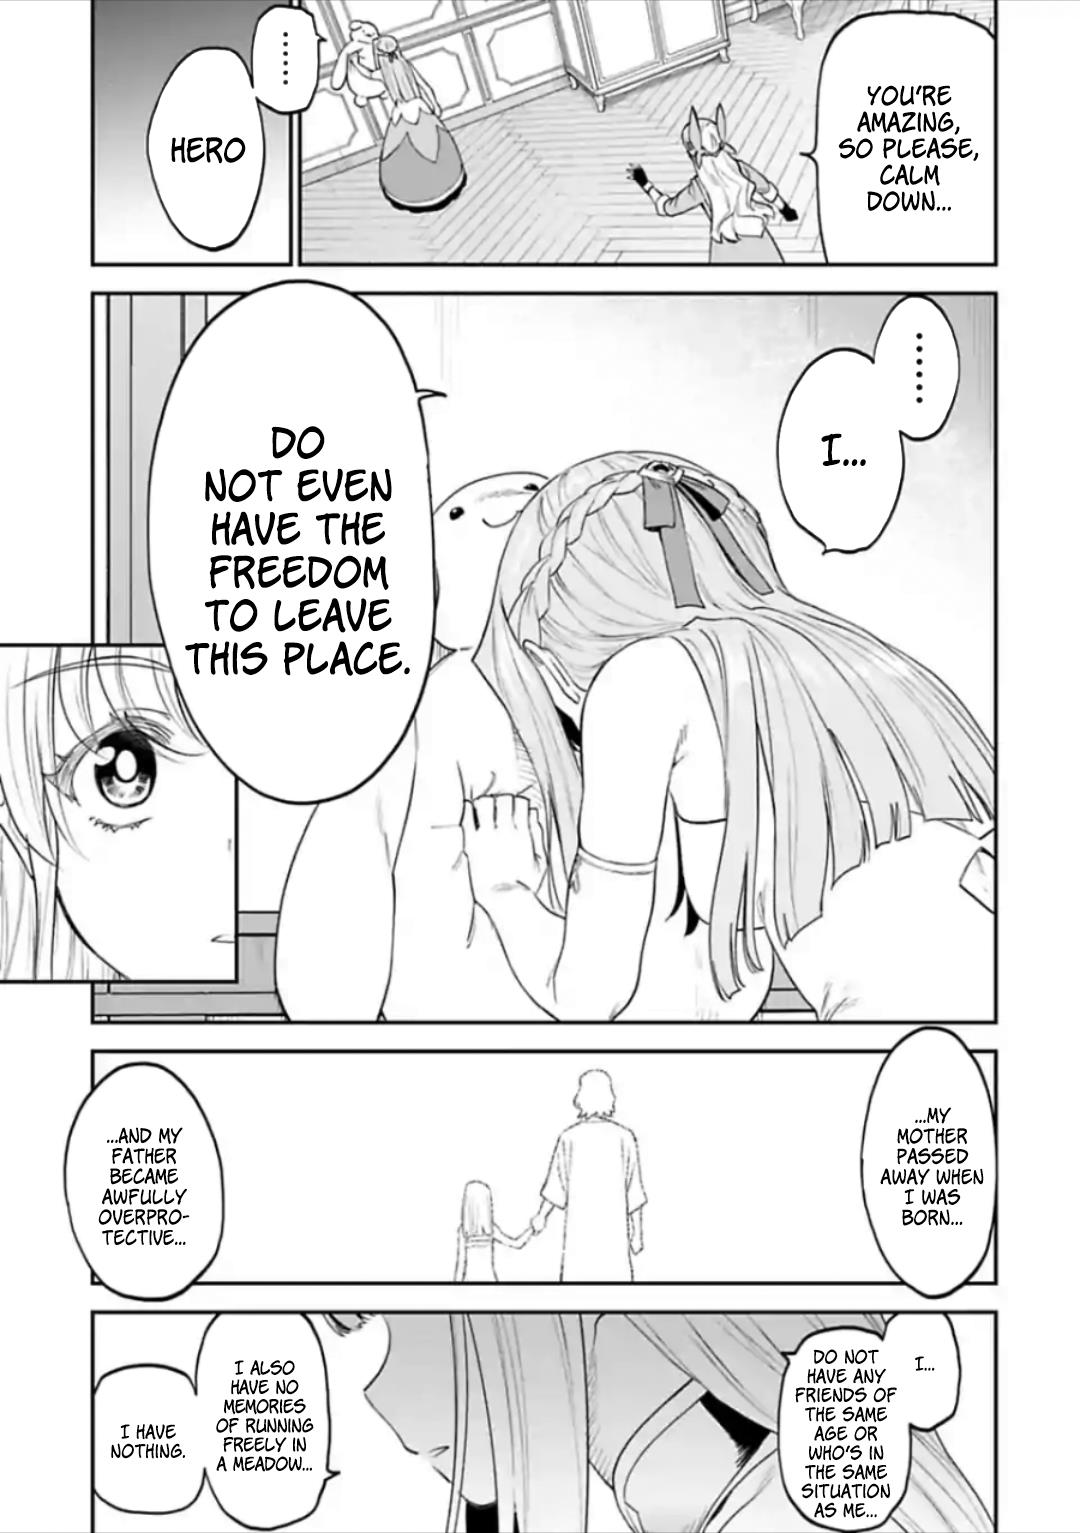 YOU'RE
AMAZING,
SO PLEASE,
CALM
DOWN...
......
HERO
......
I...
DO
NOT EVEN
HAVE THE
FREEDOM
TO LEAVE
THIS PLACE.
...MY
MOTHER
PASSED
AWAY WHEN
I WAS
BORN...
...AND MY
FATHER
BECAME
AWFULLY
OVERPRO-
TECTIVE...
I...
DO NOT
HAVE ANY
FRIENDS OF
THE SAME
AGE OR
WHO'S IN
THE SAME
SITUATION
AS ME...
I ALSO
HAVE NO
MEMORIES
OF RUNNING
FREELY IN
A MEADOW...
I HAVE
NOTHING.